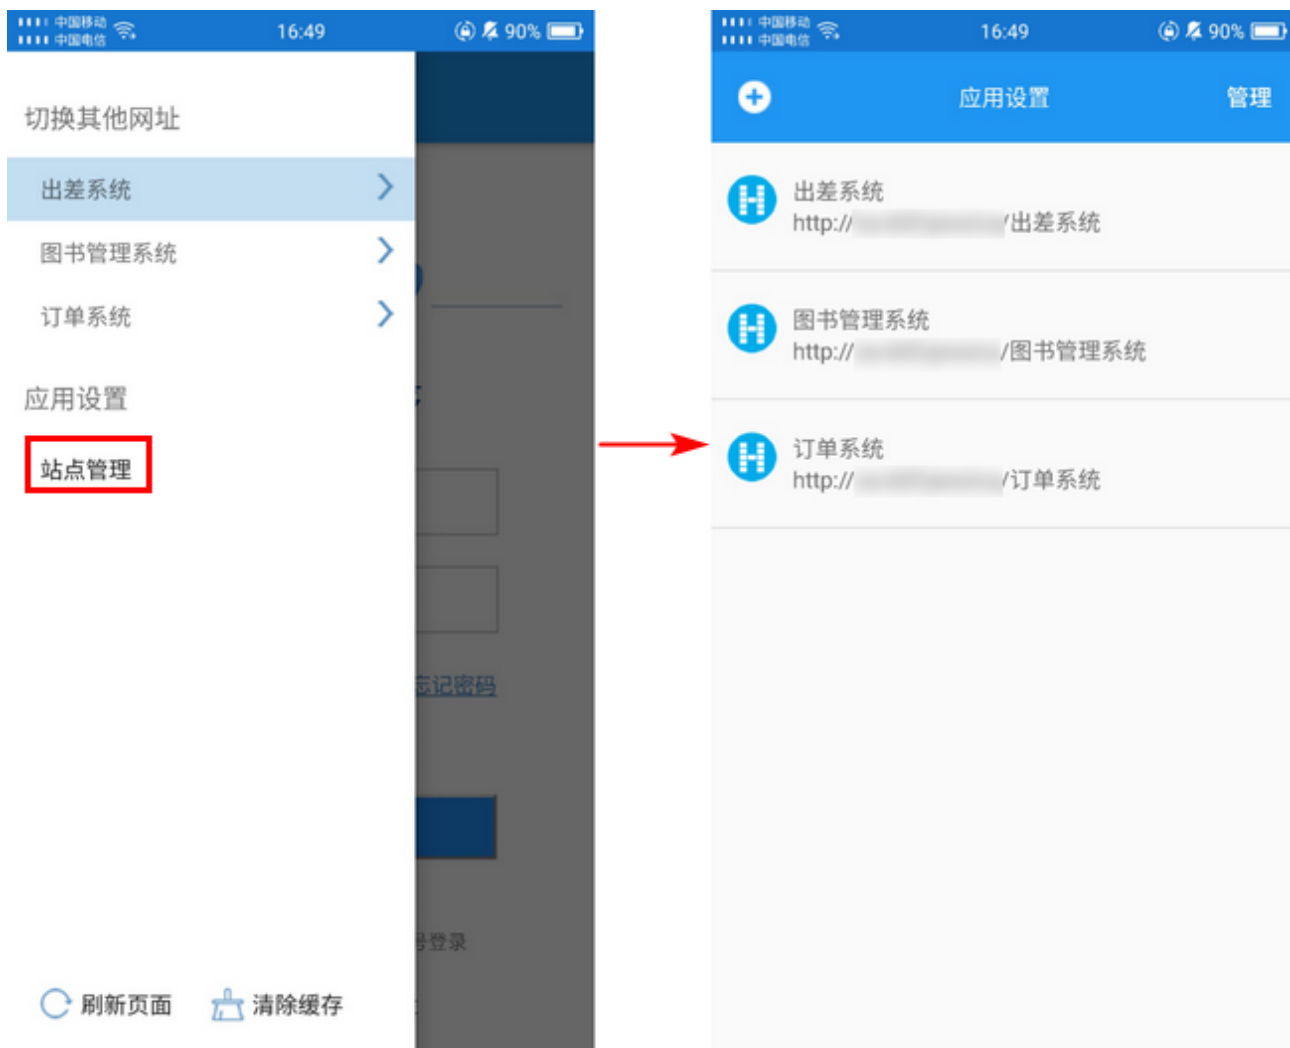 中国移动
中国电信
16:49
90%
切换其他网址
出差系统
图书管理系统
订单系统
应用设置
站点管理
忘记密码
号登录
刷新页面
清除缓存
中国移动
中国电信
16:49
90%
应用设置
管理
出差系统
http:// /出差系统
图书管理系统
http:// /图书管理系统
订单系统
http:// /订单系统